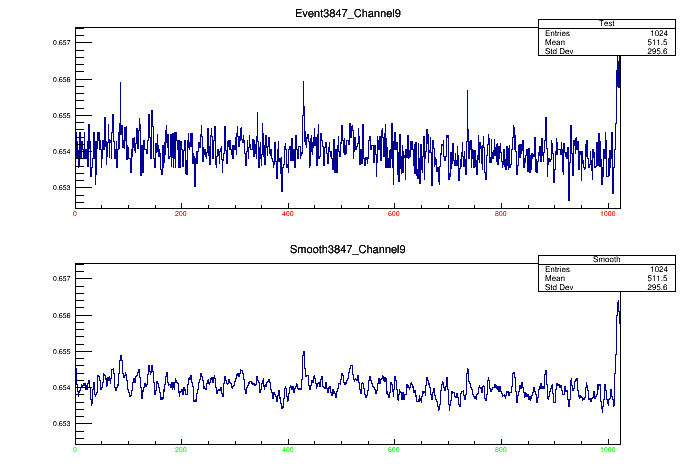 Event3847_Channel9
Test
Entries 1024
Mean 511.5
Std Dev 295.6
0.657
0.656
0.655
0.654
0.653
0 200 400 600 800 1000
Smooth3847_Channel9
Smooth
Entries 1024
Mean 511.5
Std Dev 295.6
0.657
0.656
0.655
0.654
0.653
0 200 400 600 800 1000